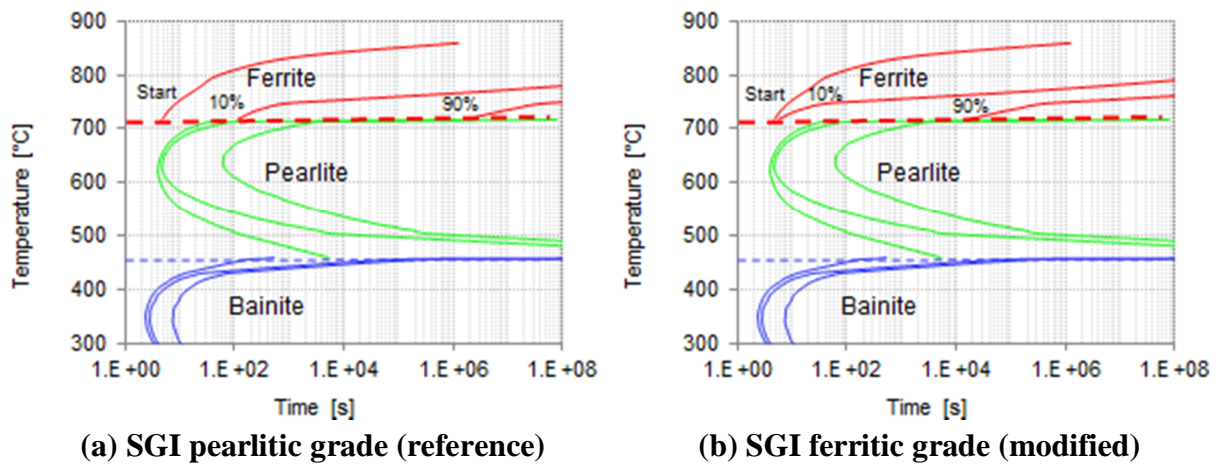 900
800
700
600
500
400
300
Temperature [°C]
Start
Ferrite
10%
90%
Pearlite
Bainite
1.E +00
1.E +02
1.E +04
1.E +06
1.E +08
Time [s]
(a) SGI pearlitic grade (reference)
900
800
700
600
500
400
300
Temperature [°C]
Start
Ferrite
10%
90%
Pearlite
Bainite
1.E +00
1.E +02
1.E +04
1.E +06
1.E +08
Time [s]
(b) SGI ferritic grade (modified)